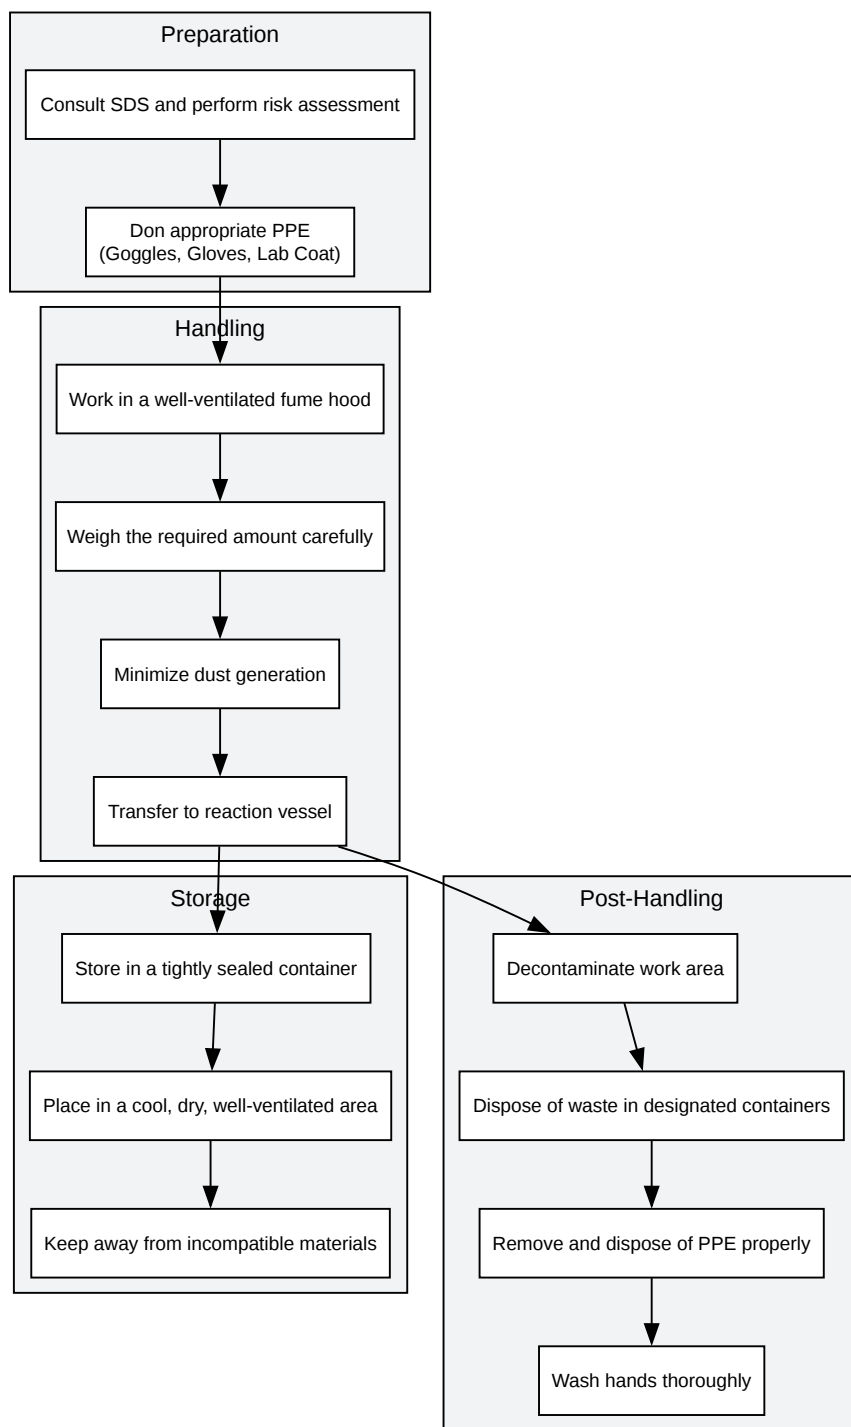 Preparation
Consult SDS and perform risk assessment
Don appropriate PPE
(Goggles, Gloves, Lab Coat)
Handling
Work in a well-ventilated fume hood
Weigh the required amount carefully
Minimize dust generation
Transfer to reaction vessel
Storage
Store in a tightly sealed container
Place in a cool, dry, well-ventilated area
Keep away from incompatible materials
Post-Handling
Decontaminate work area
Dispose of waste in designated containers
Remove and dispose of PPE properly
Wash hands thoroughly